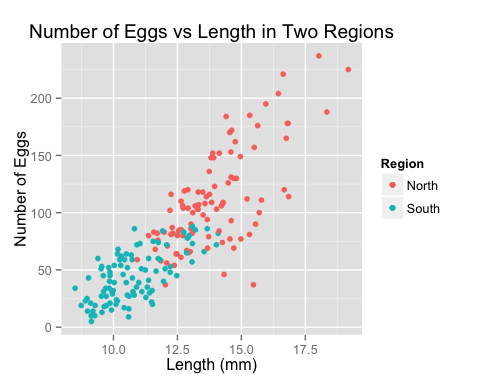 Number of Eggs vs Length in Two Regions
Number of Eggs
200
150
100
50
0
10.0 12.5 15.0 17.5
Length (mm)
Region
North
South